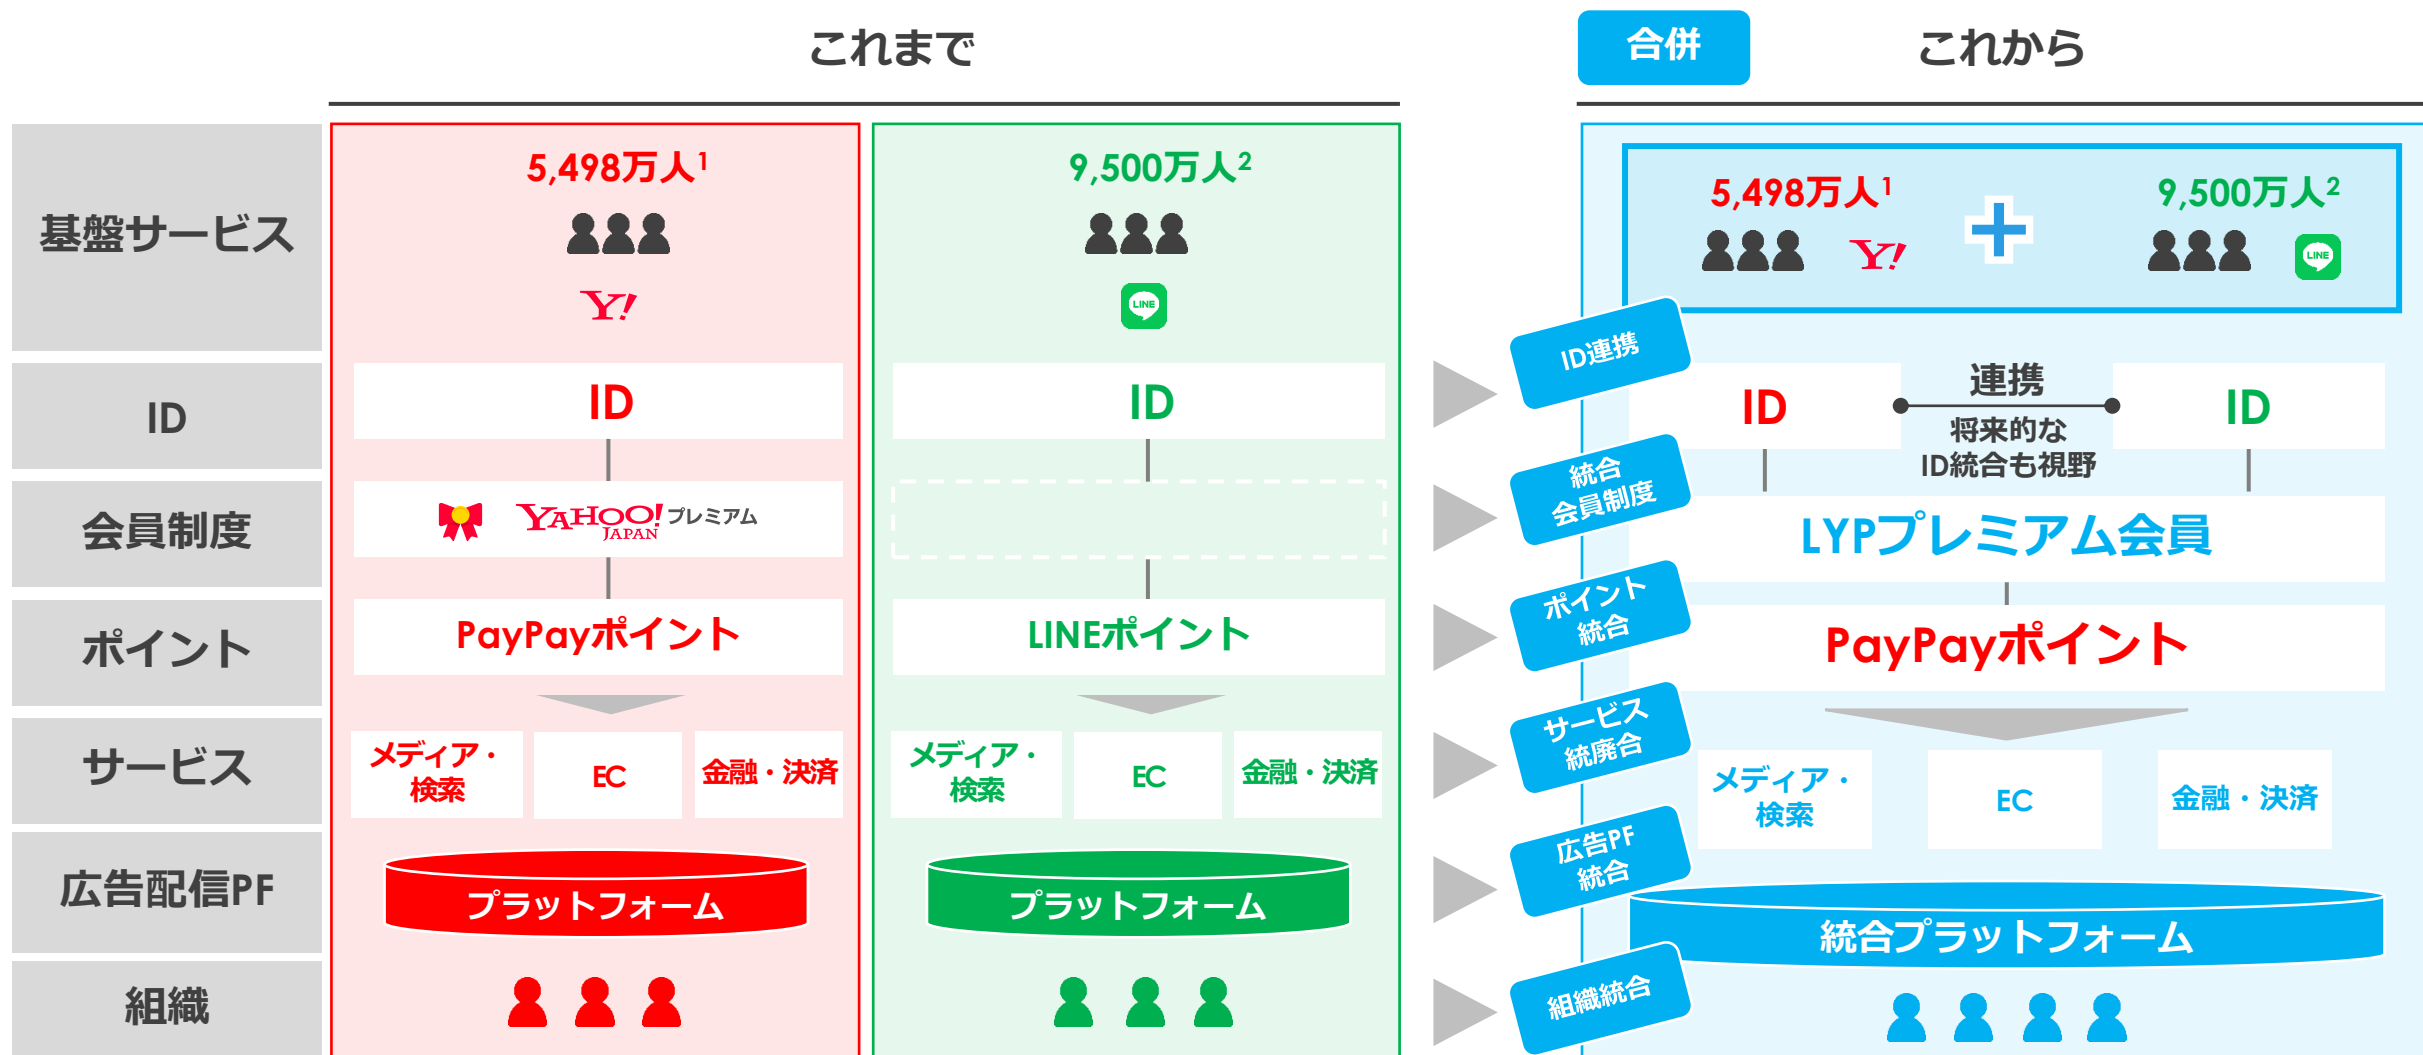 これまで
合併
これから
基盤サービス
5,498万人1
Y!
9,500万人2
LINE
5,498万人1
Y!
9,500万人2
LINE
ID
ID
ID
ID連携
ID
連携
将来的な
ID統合も視野
ID
会員制度
YAHOO!
JAPAN
プレミアム
統合
会員制度
LYPプレミアム会員
ポイント
PayPayポイント
LINEポイント
ポイント
統合
PayPayポイント
サービス
メディア・
検索
EC
金融・決済
メディア・
検索
EC
金融・決済
サービス
統廃合
メディア・
検索
EC
金融・決済
広告配信PF
プラットフォーム
プラットフォーム
広告PF
統合
統合プラットフォーム
組織
組織統合